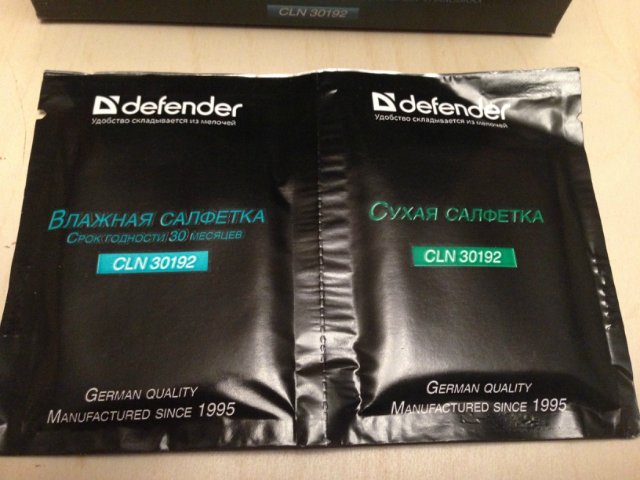 CLN 30192
defender
Удобство складывается из мелочей
Влажная салфетка
Срок годности 30 месяцев
CLN 30192
German quality
Manufactured since 1995
defender
Удобство складывается из мелочей
Сухая салфетка
CLN 30192
German quality
Manufactured since 1995